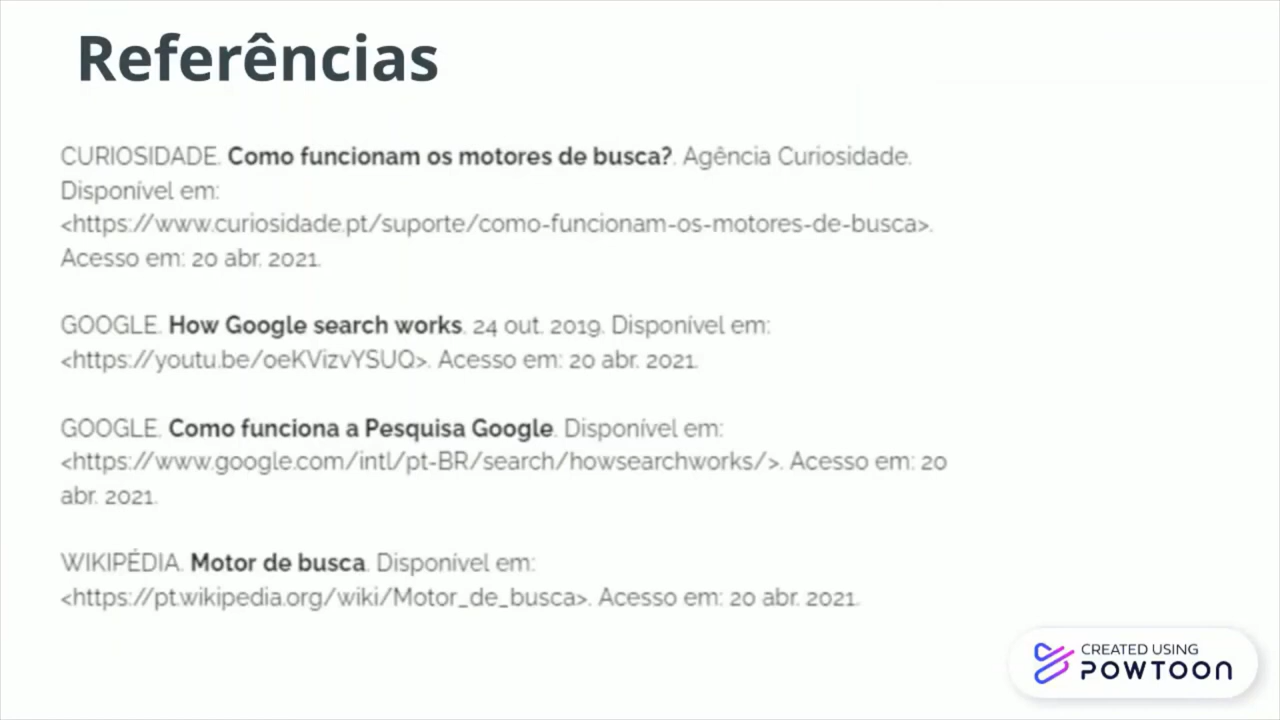 Referências
CURIOSIDADE. Como funcionam os motores de busca?. Agência Curiosidade.
Disponível em:
<https://www.curiosidade.pt/suporte/como-funcionam-os-motores-de-busca>.
Acesso em: 20 abr. 2021.
GOOGLE. How Google search works. 24 out. 2019. Disponível em:
<https://youtu.be/0eKVizvYSUQ>. Acesso em: 20 abr. 2021.
GOOGLE. Como funciona a Pesquisa Google. Disponível em:
<https://www.google.com/intl/pt-BR/search/howsearchworks/>. Acesso em: 20
abr. 2021.
WIKIPÉDIA. Motor de busca. Disponível em:
<https://pt.wikipedia.org/wiki/Motor_de_busca>. Acesso em: 20 abr. 2021.
CREATED USING
POWTOON